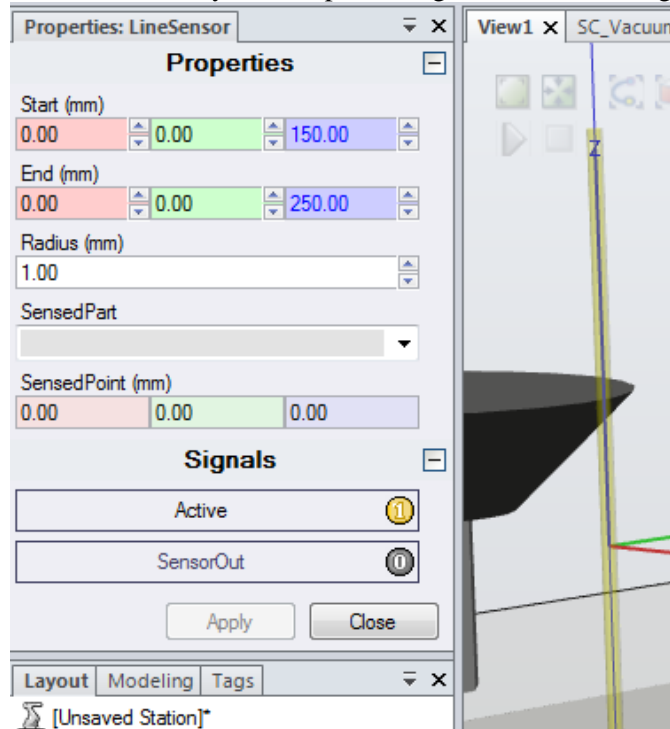 Properties: LineSensor
View1 SC_Vacuum
Properties
Start (mm)
0.00 0.00 150.00
End (mm)
0.00 0.00 250.00
Radius (mm)
1.00
SensedPart
SensedPoint (mm)
0.00 0.00 0.00
Signals
Active 1
SensorOut 0
Apply Close
Layout Modeling Tags
[Unsaved Station]*
Z